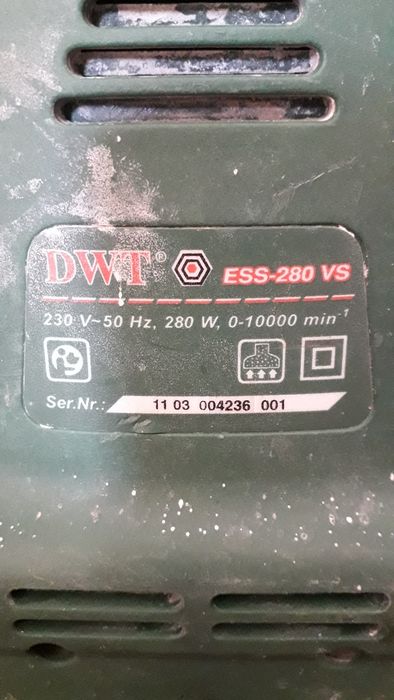 DWT® ESS-280 VS
230 V~50 Hz, 280 W, 0-10000 min⁻¹
Ser.Nr.: 11 03 004236 001